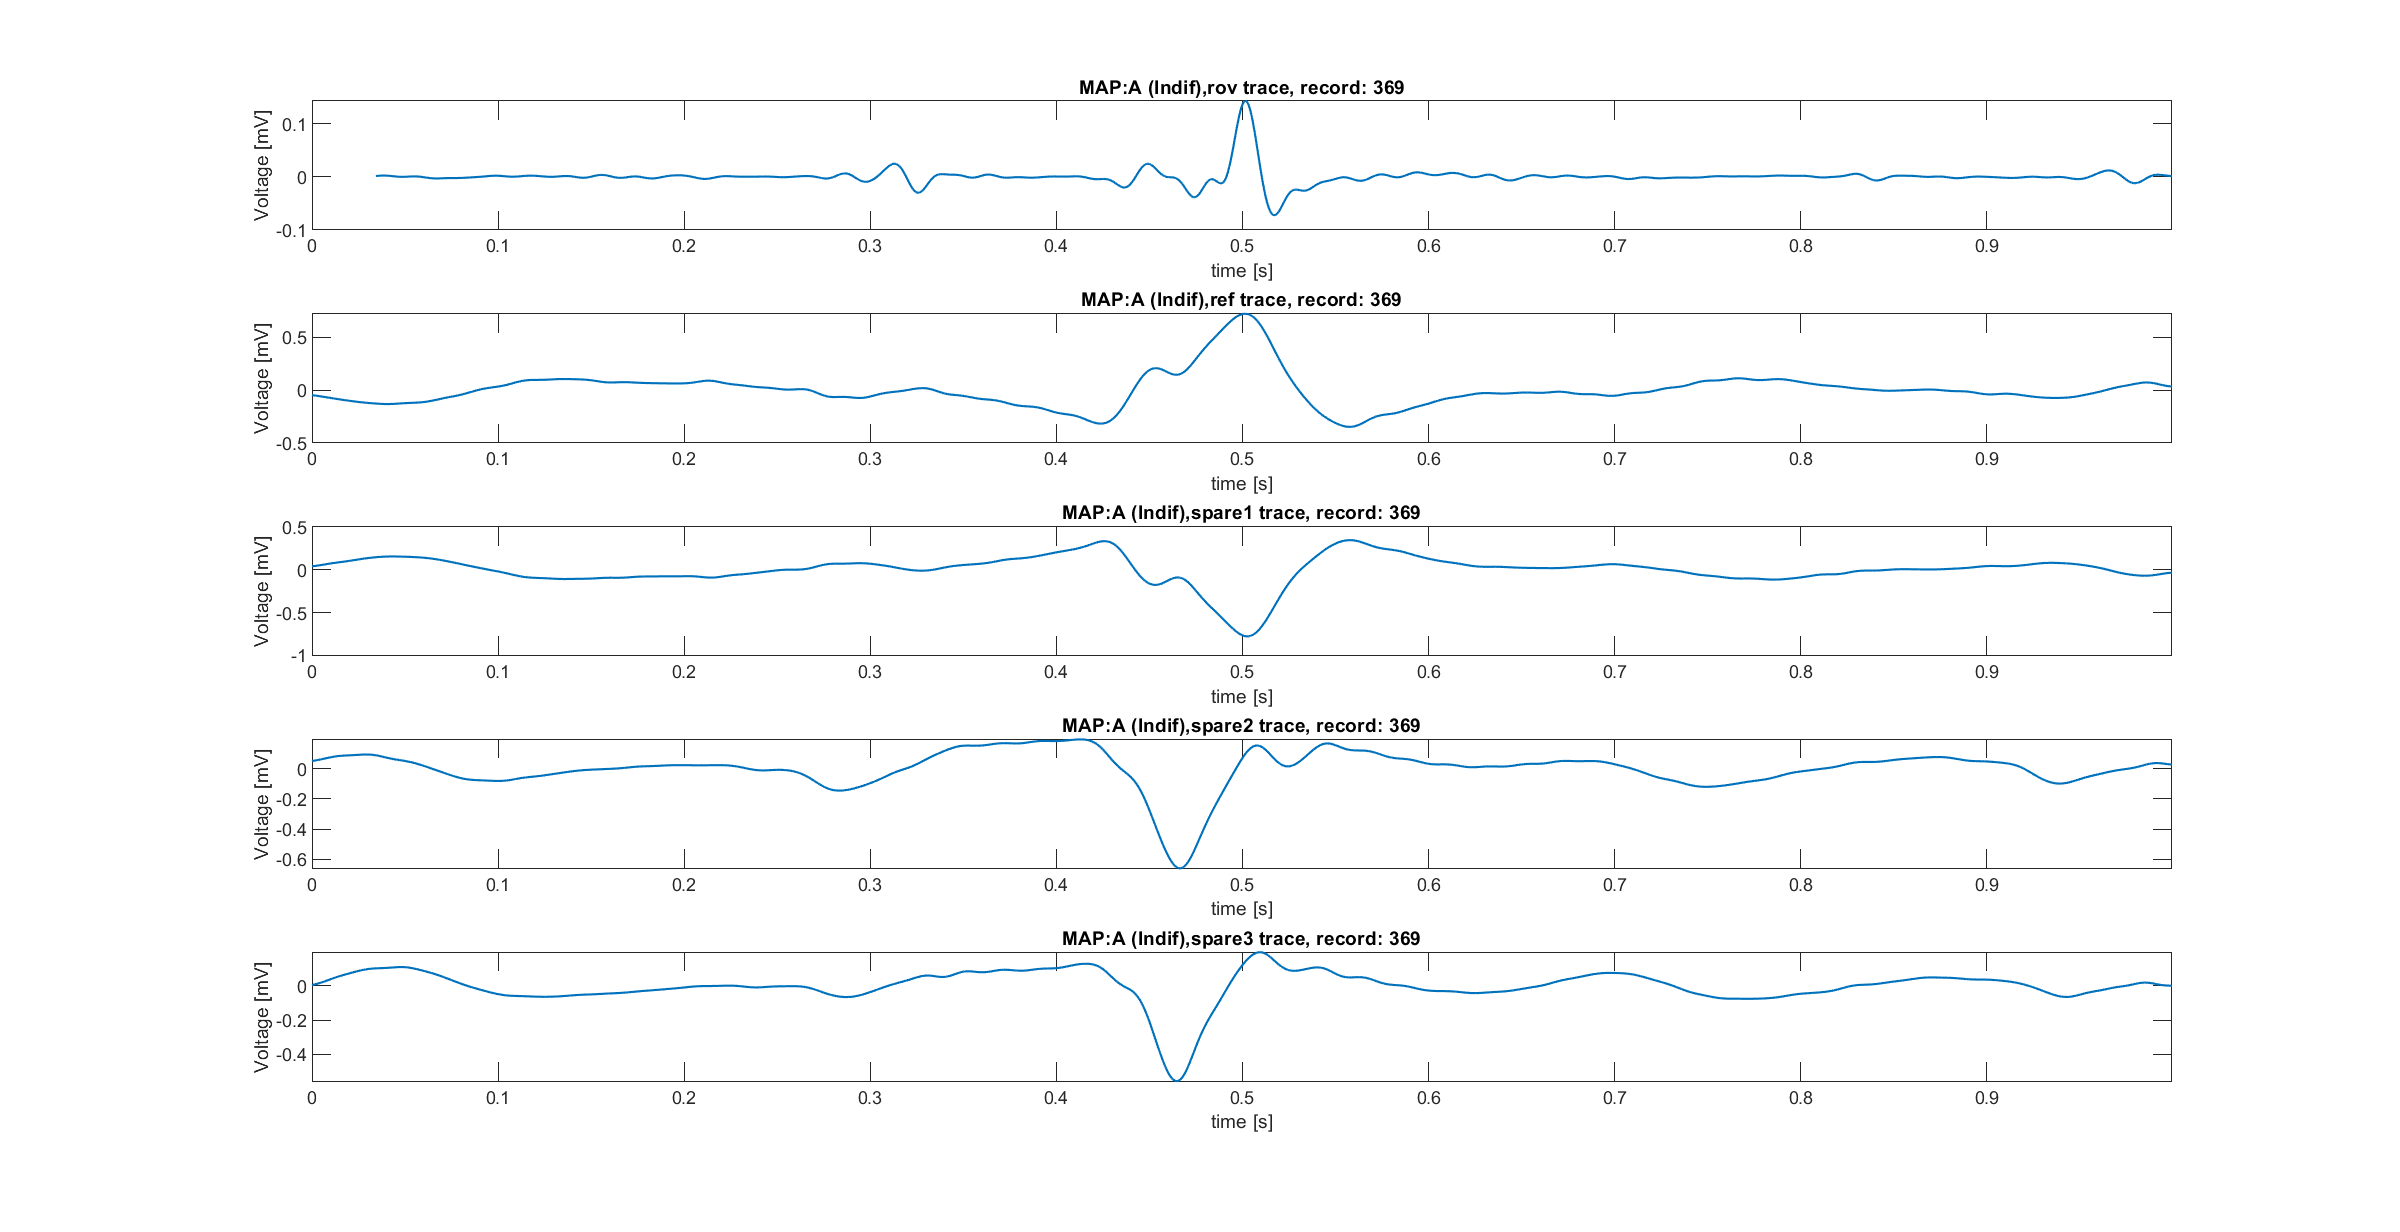 MAP:A (Indif),rov trace, record: 369
Voltage [mV]
0.1
0
-0.1
0 0.1 0.2 0.3 0.4 0.5 0.6 0.7 0.8 0.9
time [s]
MAP:A (Indif),ref trace, record: 369
Voltage [mV]
0.5
0
-0.5
0 0.1 0.2 0.3 0.4 0.5 0.6 0.7 0.8 0.9
time [s]
MAP:A (Indif),spare1 trace, record: 369
Voltage [mV]
0.5
0
-0.5
-1
0 0.1 0.2 0.3 0.4 0.5 0.6 0.7 0.8 0.9
time [s]
MAP:A (Indif),spare2 trace, record: 369
Voltage [mV]
0
-0.2
-0.4
-0.6
0 0.1 0.2 0.3 0.4 0.5 0.6 0.7 0.8 0.9
time [s]
MAP:A (Indif),spare3 trace, record: 369
Voltage [mV]
0
-0.2
-0.4
0 0.1 0.2 0.3 0.4 0.5 0.6 0.7 0.8 0.9
time [s]